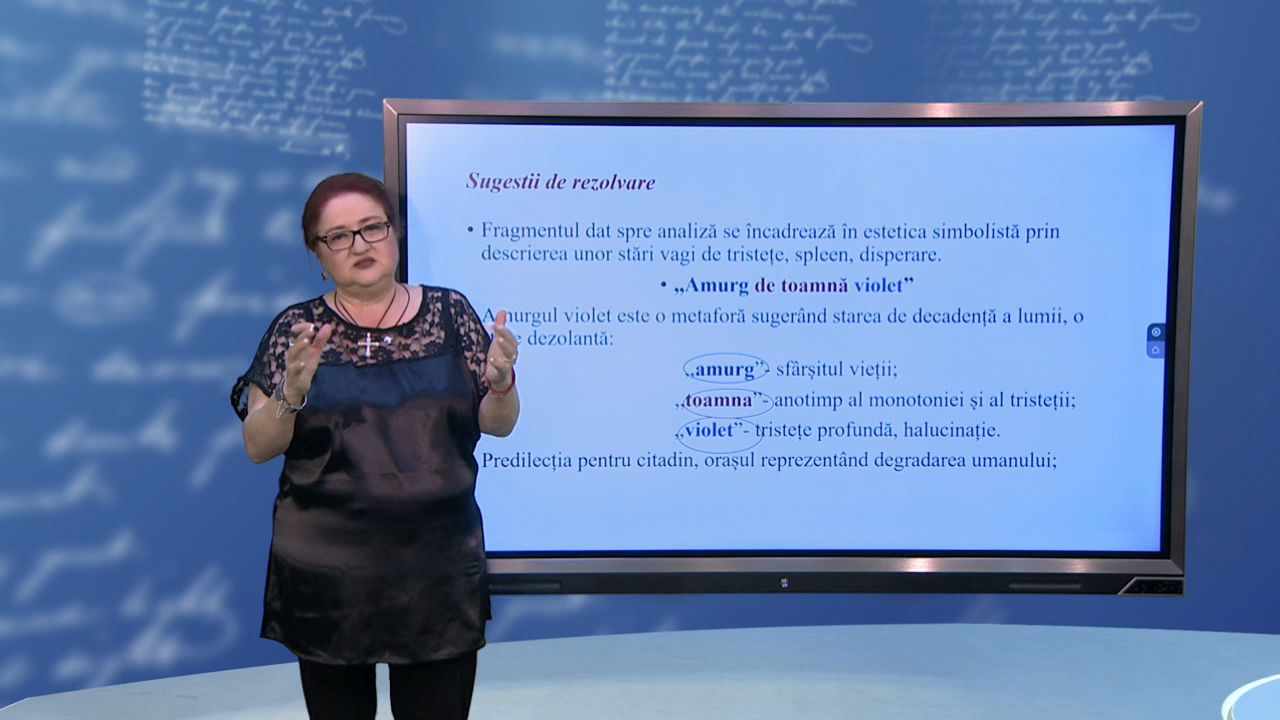 Sugestii de rezolvare
• Fragmentul dat spre analiză se încadrează în estetica simbolistă prin
descrierea unor stări vagi de tristețe, spleen, disperare.
• „Amurg de toamnă violet”
Amurgul violet este o metaforă sugerând starea de decadență a lumii, o
dezolantă:
„amurg”- sfârșitul vieții;
„toamna”- anotimp al monotoniei și al tristeții;
„violet”- tristețe profundă, halucinație.
Predilecția pentru citadin, orașul reprezentând degradarea umanului;